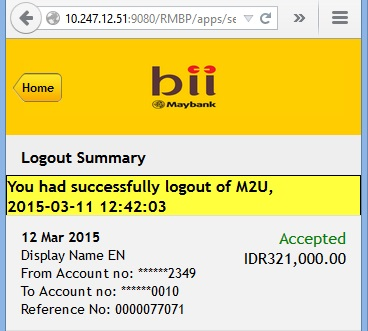 10.247.12.51:9080/RMBP/apps/se
Home
bii
Maybank
Logout Summary
You had successfully logout of M2U,
2015-03-11 12:42:03
12 Mar 2015
Accepted
Display Name EN
IDR321,000.00
From Account no: ******2349
To Account no: ******0010
Reference No: 0000077071